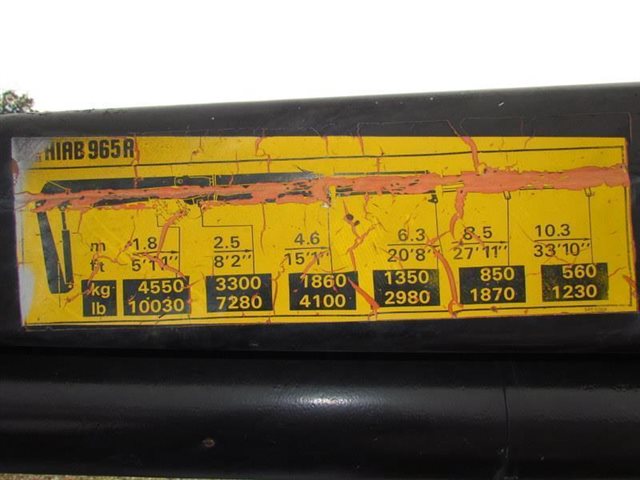 HIAB 965 R
m 1.8 2.5 4.6 6.3 8.5 10.3
ft 5'11" 8'2" 15'1" 20'8" 27'11" 33'10"
kg 4550 3300 1860 1350 850 560
lb 10030 7280 4100 2980 1870 1230